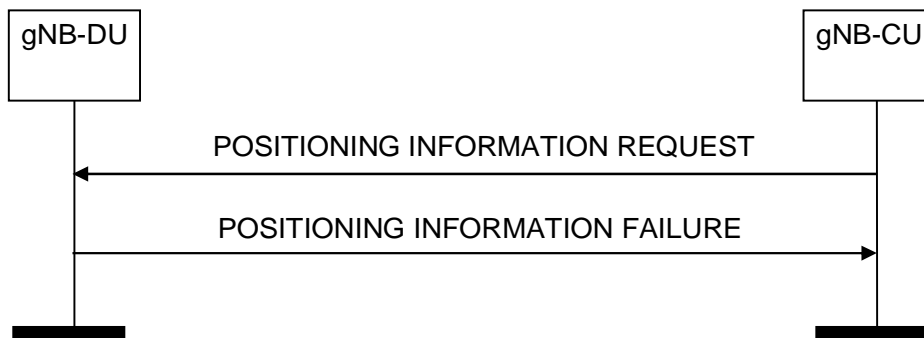 gNB-DU
gNB-CU
POSITIONING INFORMATION REQUEST
POSITIONING INFORMATION FAILURE